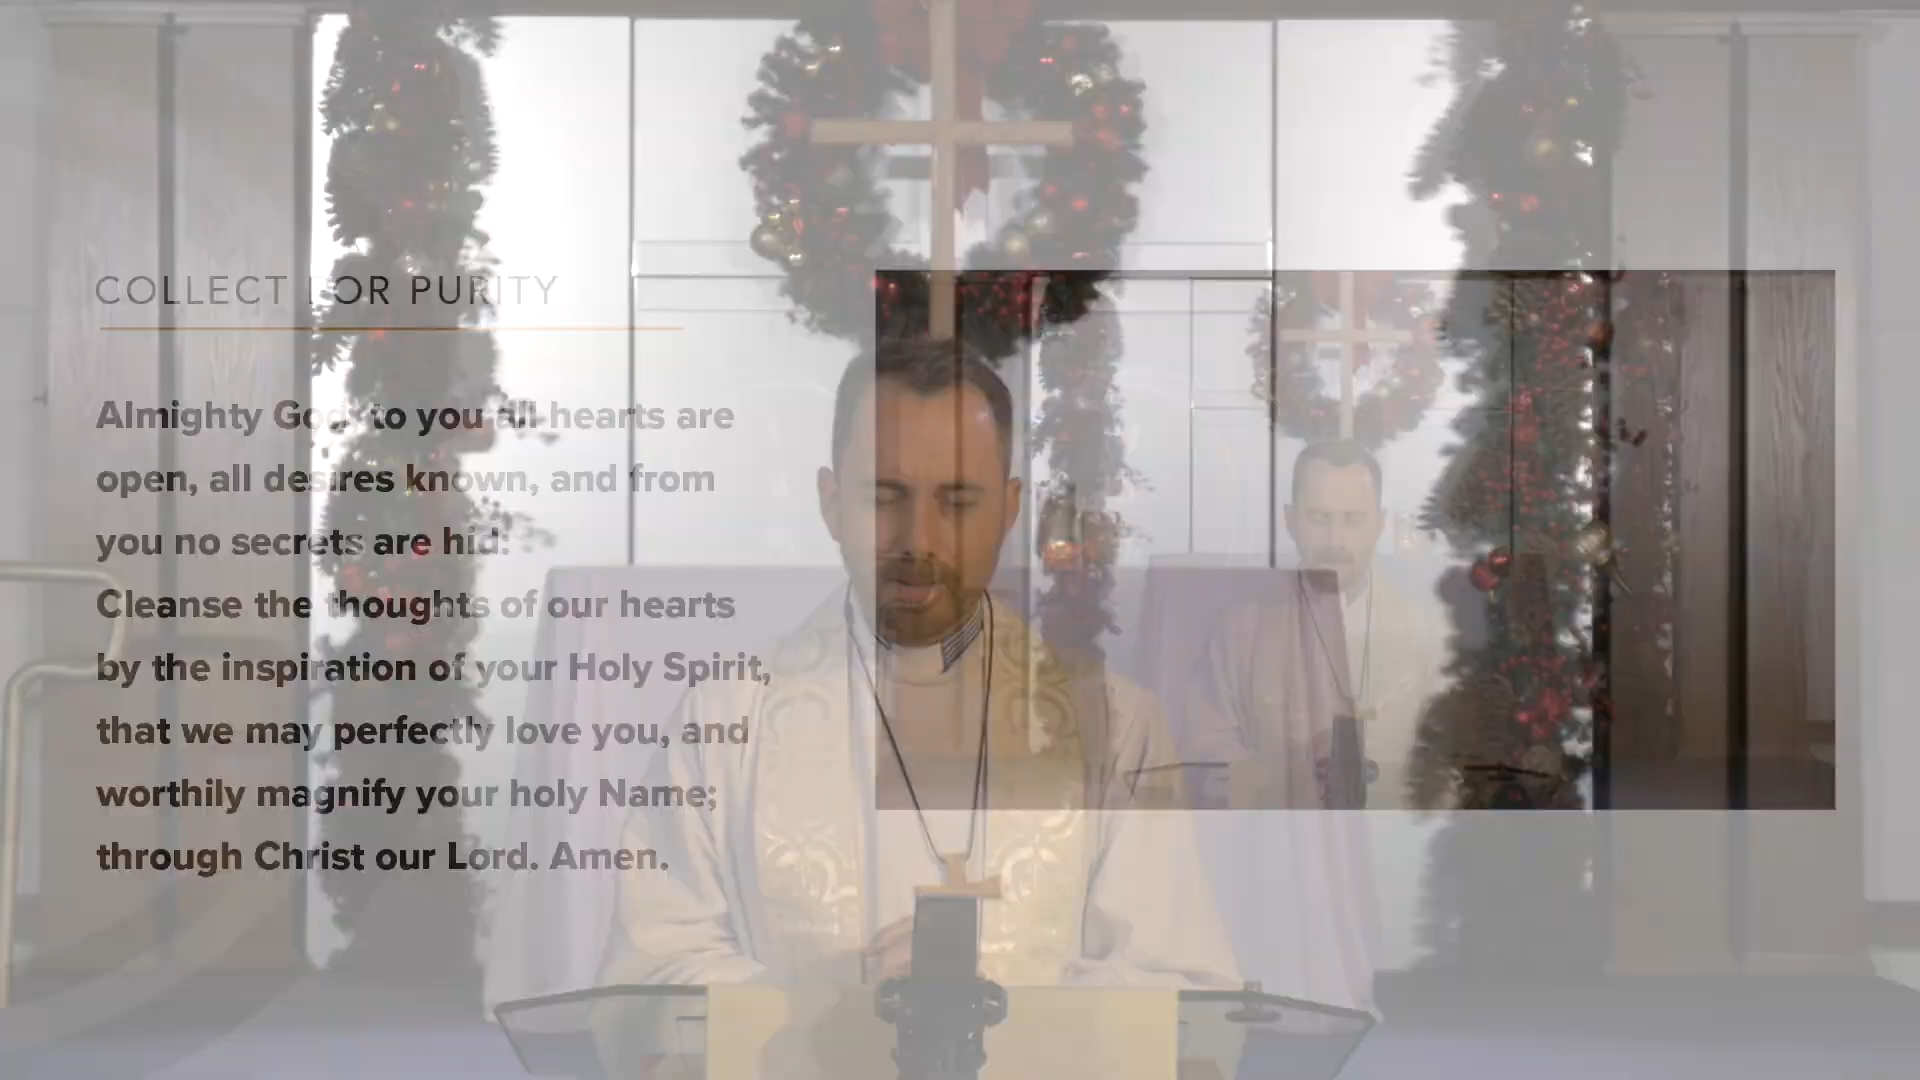 COLLECT FOR PURITY
Almighty God, to you all hearts are
open, all desires known, and from
you no secrets are hid:
Cleanse the thoughts of our hearts
by the inspiration of your Holy Spirit,
that we may perfectly love you, and
worthily magnify your holy Name;
through Christ our Lord. Amen.